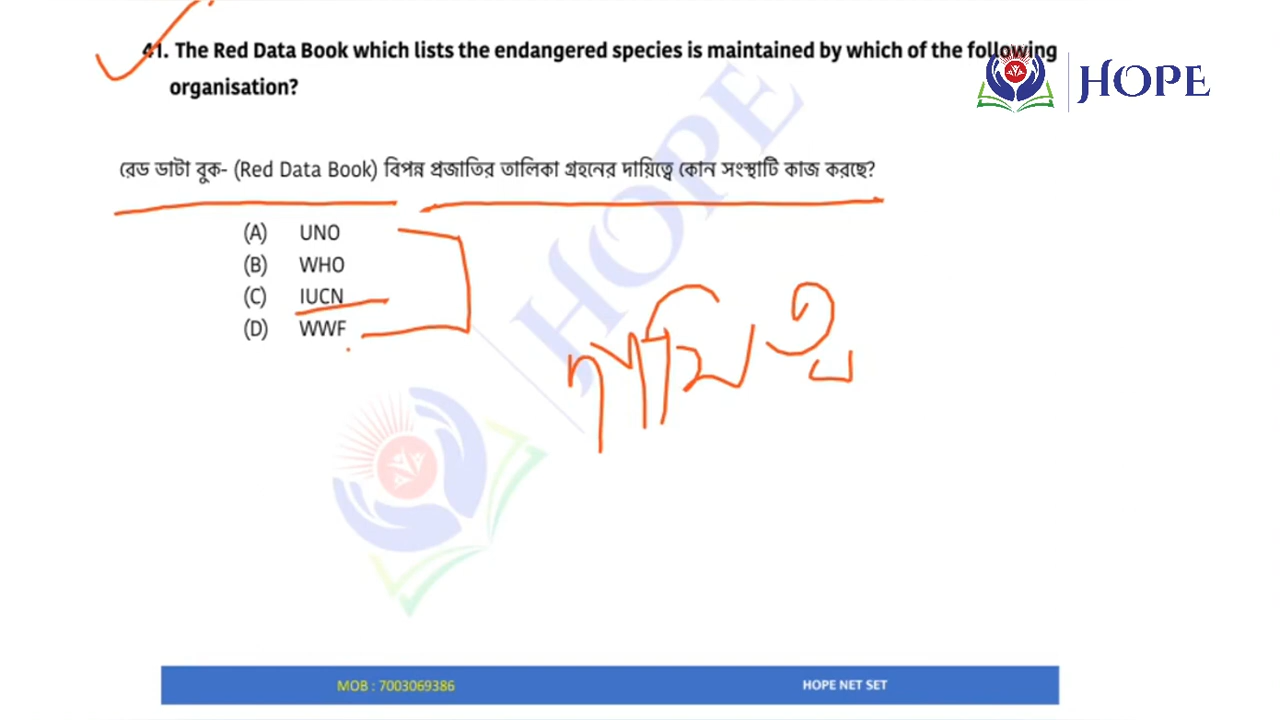 41. The Red Data Book which lists the endangered species is maintained by which of the following
organisation?
HOPE
রেড ডাটা বুক- (Red Data Book) বিপন্ন প্রজাতির তালিকা গ্রহনের দায়িত্বে কোন সংস্থাটি কাজ করছে?
(A) UNO
(B) WHO
(C) IUCN
(D) WWF
দায়িত্ব
HOPE
MOB : 7003069386
HOPE NET SET